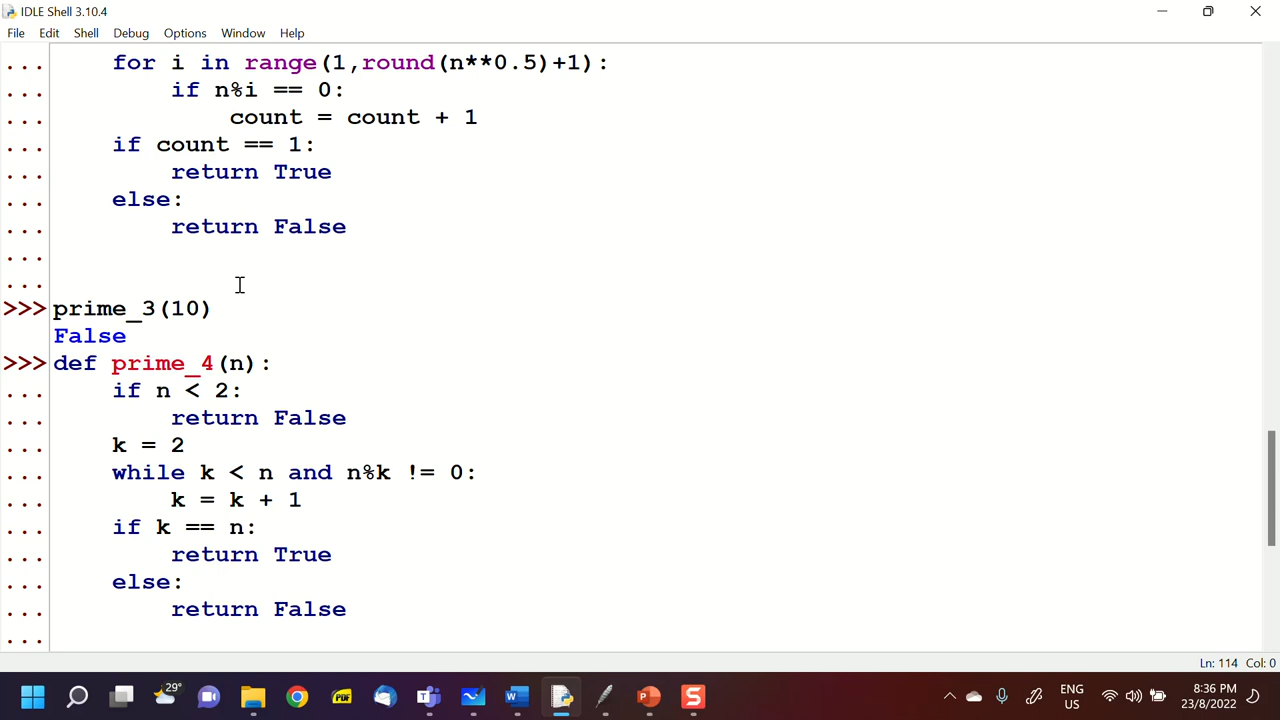 IDLE Shell 3.10.4
File Edit Shell Debug Options Window Help
... for i in range(1,round(n**0.5)+1):
... if n%i == 0:
... count = count + 1
... if count == 1:
... return True
... else:
... return False
...
...
>>> prime_3(10)
False
>>> def prime_4(n):
... if n < 2:
... return False
... k = 2
... while k < n and n%k != 0:
... k = k + 1
... if k == n:
... return True
... else:
... return False
...
Ln: 114 Col: 0
29°
PDF
W
P
S
ENG
US
8:36 PM
23/8/2022